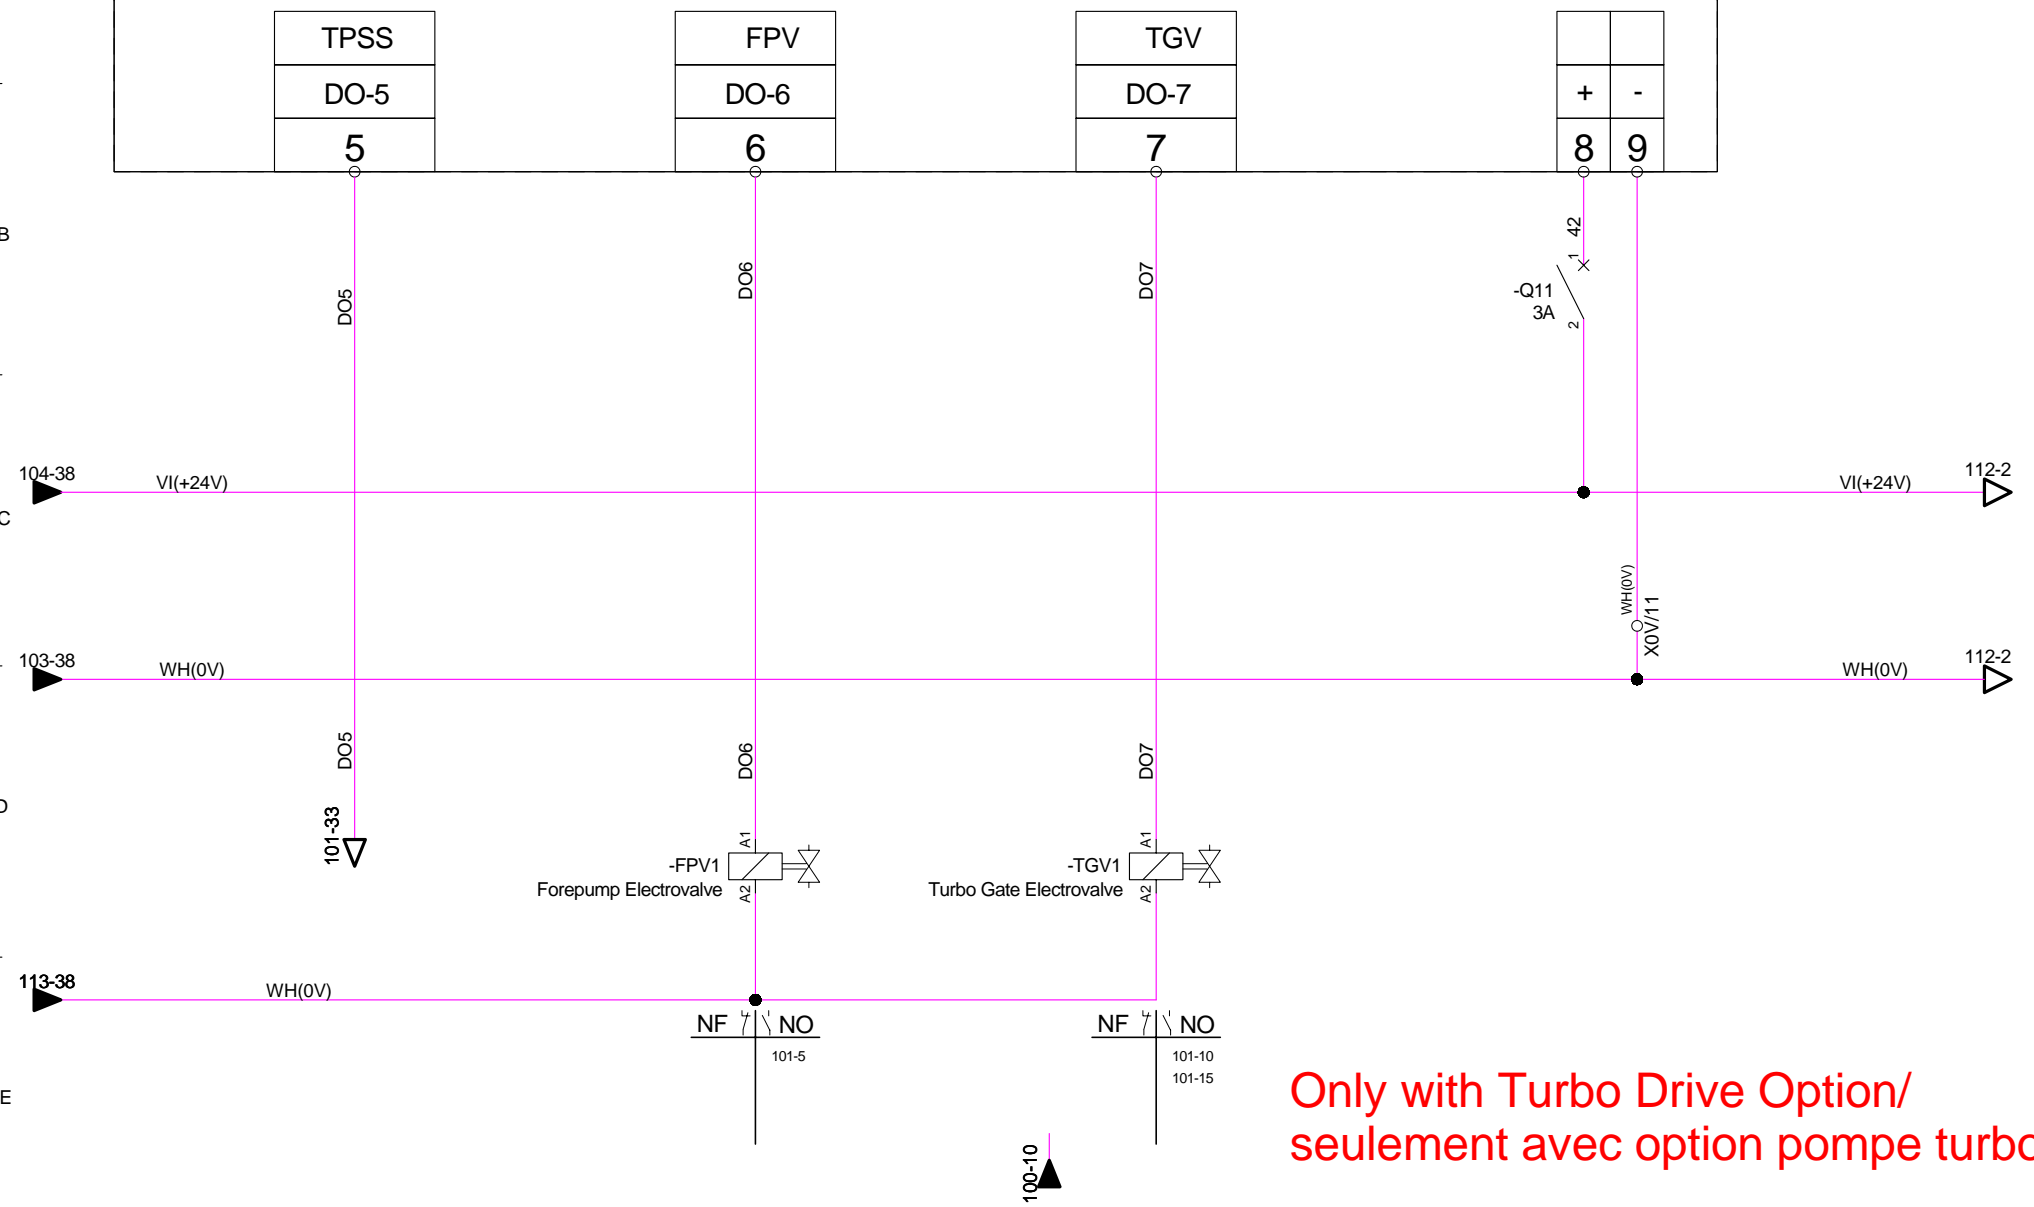 TPSS FPV TGV
DO-5 DO-6 DO-7 + -
5 6 7 8 9
B
42
DO6 DO7
DO5
1
-Q11
3A
2
104-38 VI(+24V) VI(+24V) 112-2
C
WH(0V)
X0V/11
103-38 WH(0V) WH(0V) 112-2
DO5 DO6 DO7
D
101-33
A1 A1
-FPV1 -TGV1
Forepump Electrovalve Turbo Gate Electrovalve
A2 A2
113-38 WH(0V)
NF NO NF NO
101-5 101-10
101-15
E
Only with Turbo Drive Option/
seulement avec option pompe turbo
100-10